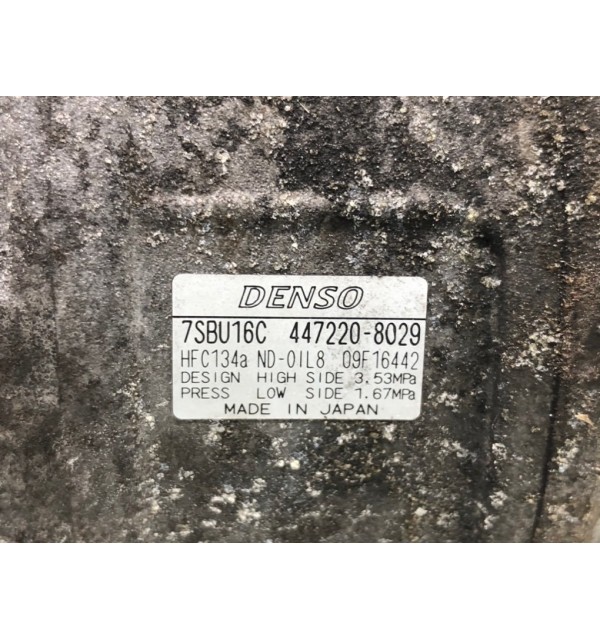 DENSO
7SBU16C 447220-8029
HFC134a ND-OIL8 09F16442
DESIGN HIGH SIDE 3.53MPa
PRESS LOW SIDE 1.67MPa
MADE IN JAPAN